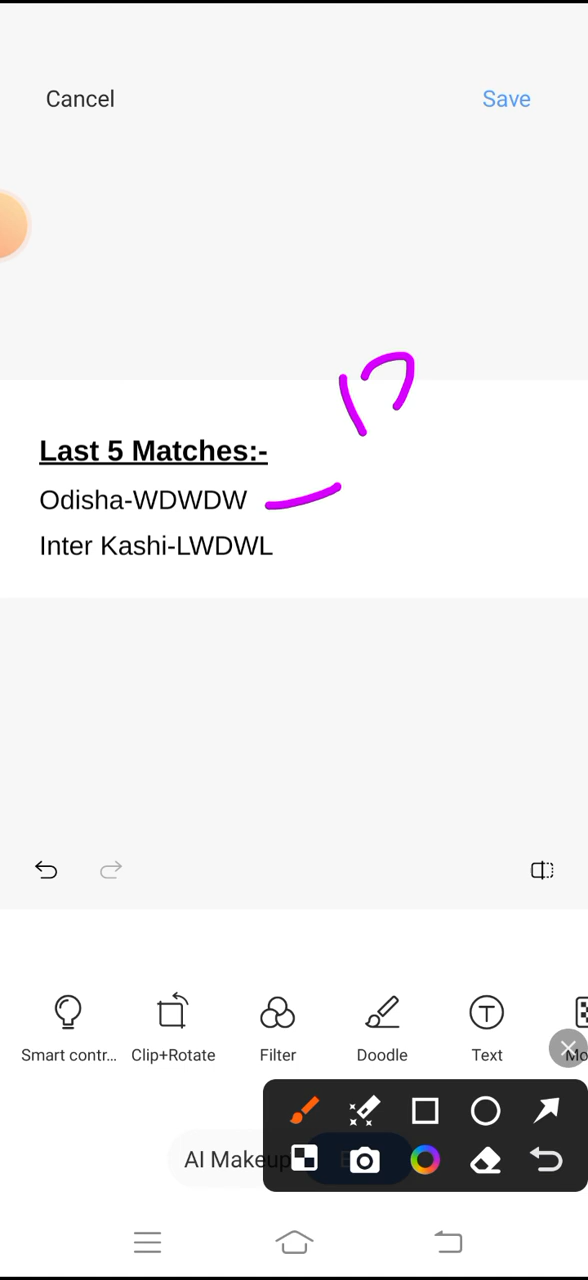 Cancel
Save
Last 5 Matches:-
Odisha-WDWDW
Inter Kashi-LWDWL
Smart contr...
Clip+Rotate
Filter
Doodle
Text
Mo
AI Makeup